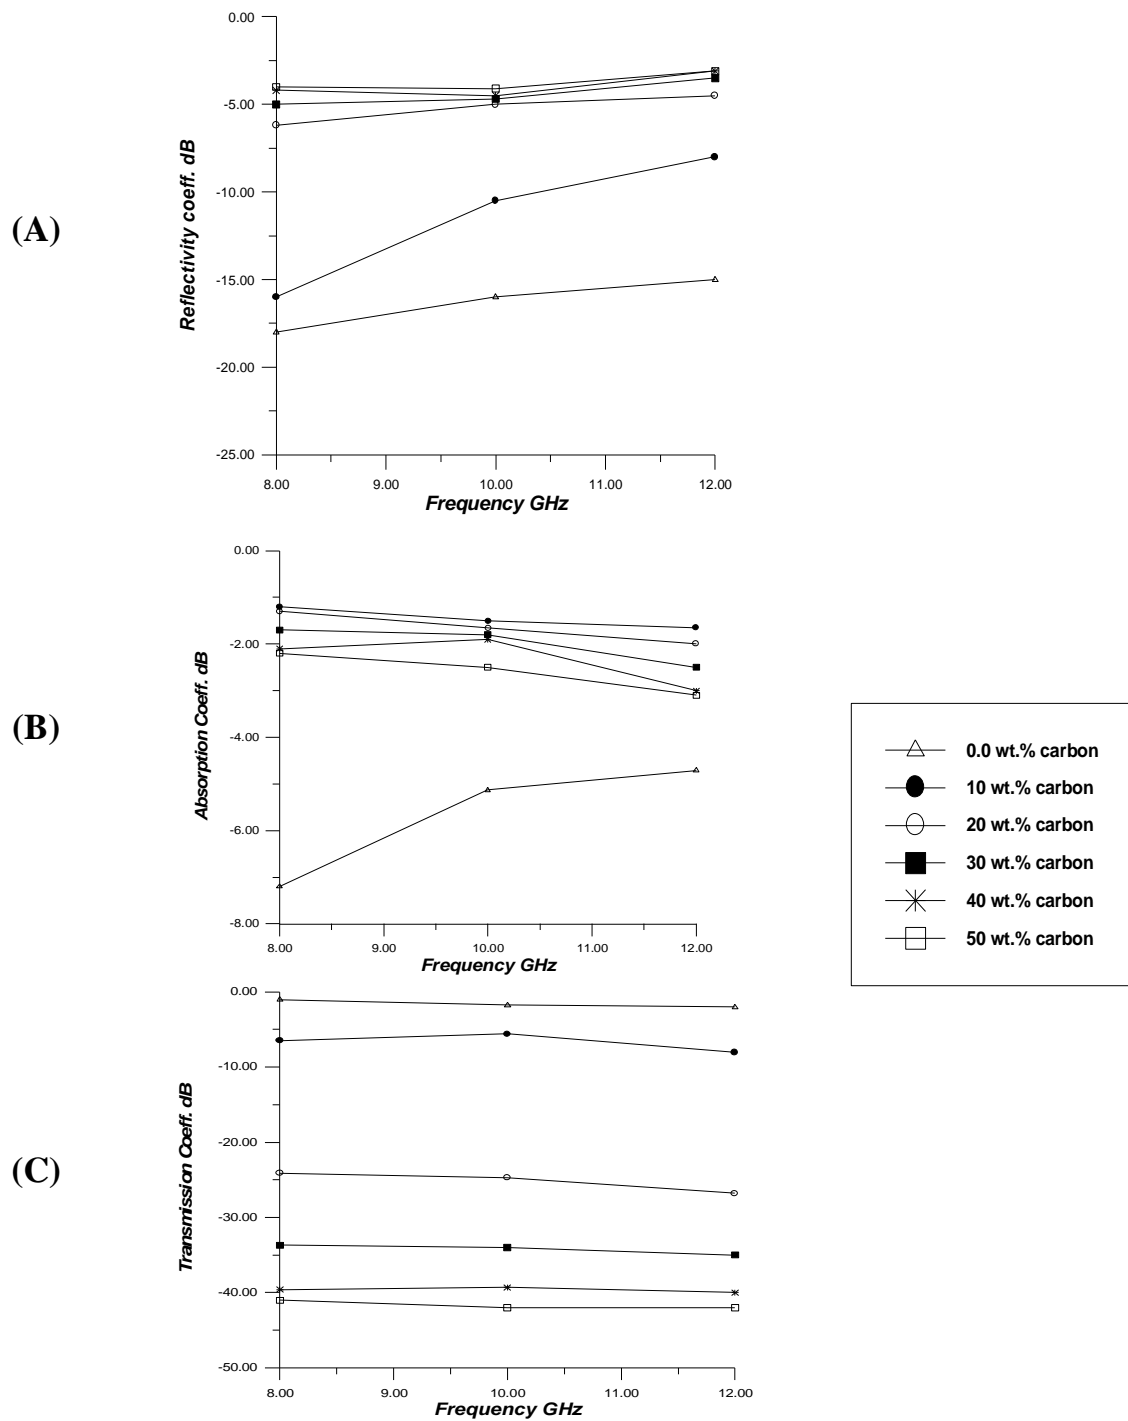 (A)
Reflectivity coeff. dB
0.00
-5.00
-10.00
-15.00
-20.00
-25.00
8.00 9.00 10.00 11.00 12.00
Frequency GHz
(B)
Absorption Coeff. dB
0.00
-2.00
-4.00
-6.00
-8.00
8.00 9.00 10.00 11.00 12.00
Frequency GHz
0.0 wt.% carbon
10 wt.% carbon
20 wt.% carbon
30 wt.% carbon
40 wt.% carbon
50 wt.% carbon
(C)
Transmission Coeff. dB
0.00
-10.00
-20.00
-30.00
-40.00
-50.00
8.00 9.00 10.00 11.00 12.00
Frequency GHz